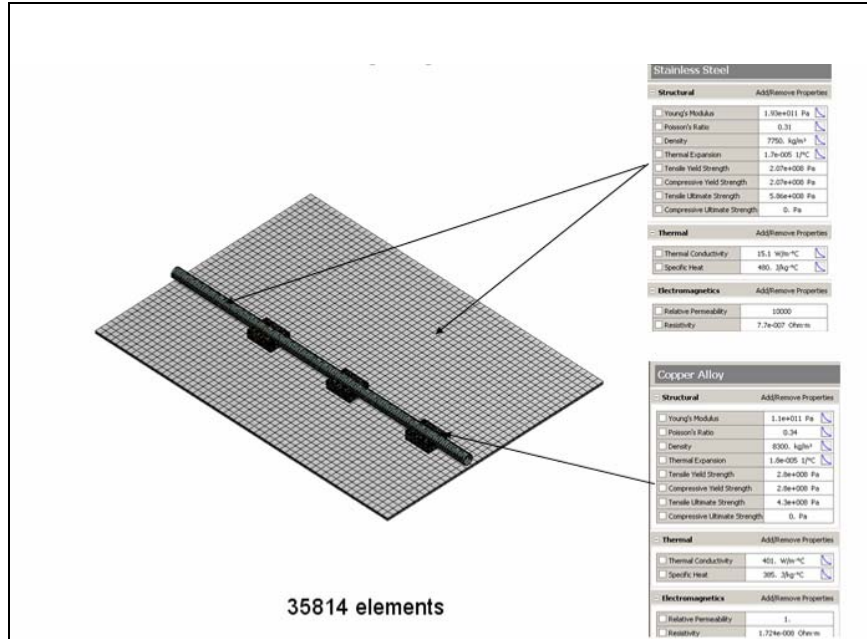 Stainless Steel
Structural Add/Remove Properties
Young's Modulus 1.93e+011 Pa
Poisson's Ratio 0.31
Density 7750. kg/m³
Thermal Expansion 1.7e-005 1/°C
Tensile Yield Strength 2.07e+008 Pa
Compressive Yield Strength 2.07e+008 Pa
Tensile Ultimate Strength 5.86e+008 Pa
Compressive Ultimate Strength 0. Pa
Thermal Add/Remove Properties
Thermal Conductivity 15.1 W/m·°C
Specific Heat 480. J/kg·°C
Electromagnetics Add/Remove Properties
Relative Permeability 10000
Resistivity 7.7e-007 Ohm·m
Copper Alloy
Structural Add/Remove Properties
Young's Modulus 1.1e+011 Pa
Poisson's Ratio 0.34
Density 8300. kg/m³
Thermal Expansion 1.8e-005 1/°C
Tensile Yield Strength 2.8e+008 Pa
Compressive Yield Strength 2.8e+008 Pa
Tensile Ultimate Strength 4.3e+008 Pa
Compressive Ultimate Strength 0. Pa
Thermal Add/Remove Properties
Thermal Conductivity 401. W/m·°C
Specific Heat 385. J/kg·°C
Electromagnetics Add/Remove Properties
Relative Permeability 1.
Resistivity 1.724e-008 Ohm·m
35814 elements